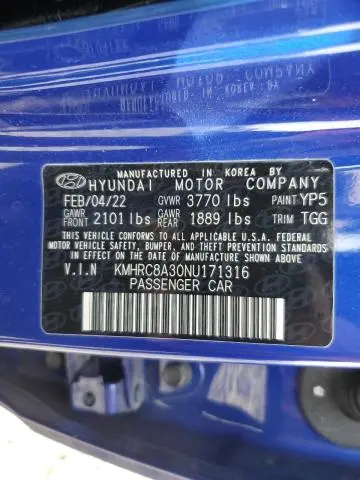 MANUFACTURED IN KOREA BY
HYUNDAI MOTOR COMPANY
FEB/04/22 GVWR 3770 lbs PAINT YP5
GAWR FRONT 2101 lbs GAWR 1889 lbs TRIM TGG
THIS VEHICLE CONFORMS TO ALL APPLICABLE U.S.
FEDERAL MOTOR VEHICLE SAFETY, BUMPER, AND THEFT
PREVENTION STANDARDS IN EFFECT ON THE DATE OF
MANUFACTURE SHOWN ABOVE.
V.I.N KMHRC8A30NU171316
PASSENGER CAR